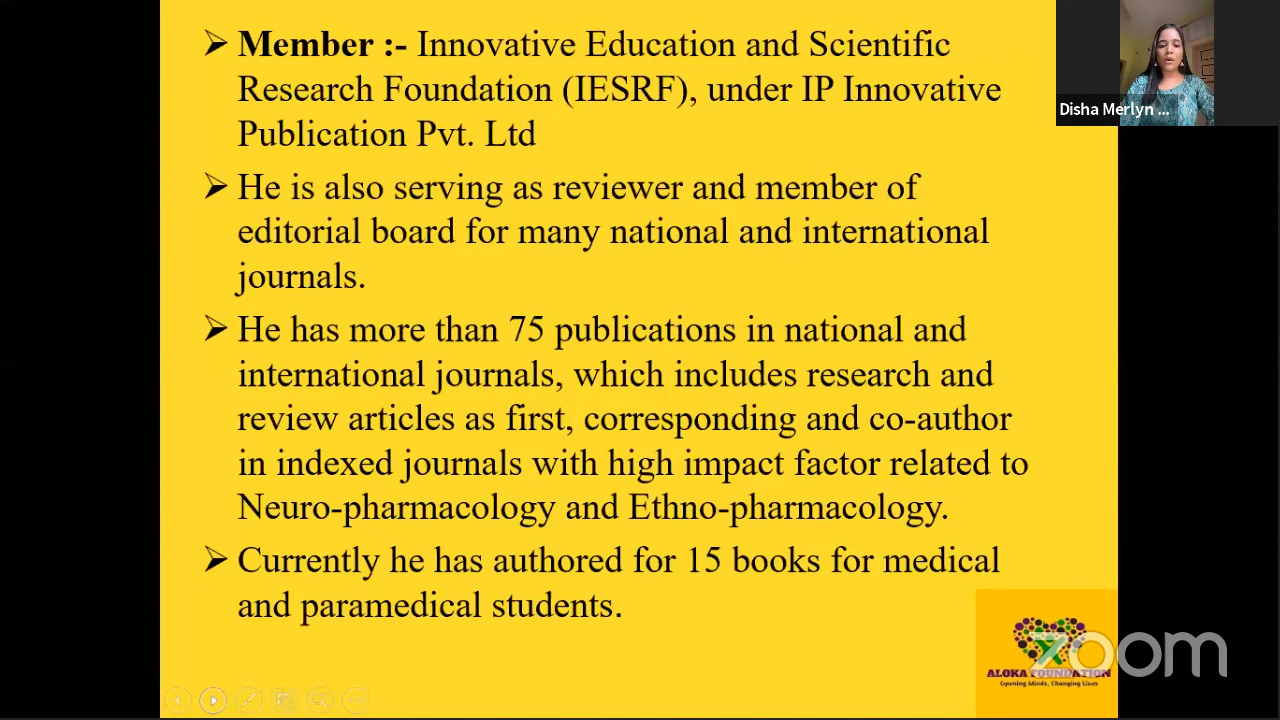 ➢ Member :- Innovative Education and Scientific
Research Foundation (IESRF), under IP Innovative
Publication Pvt. Ltd
➢ He is also serving as reviewer and member of
editorial board for many national and international
journals.
➢ He has more than 75 publications in national and
international journals, which includes research and
review articles as first, corresponding and co-author
in indexed journals with high impact factor related to
Neuro-pharmacology and Ethno-pharmacology.
➢ Currently he has authored for 15 books for medical
and paramedical students.
Disha Merlyn ...
zoom
ALOKA FOUNDATION
Opening Minds, Changing Lives